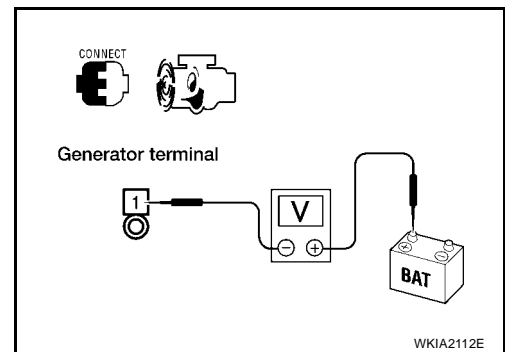 CONNECT
Generator terminal
1
V
BAT
WKIA2112E